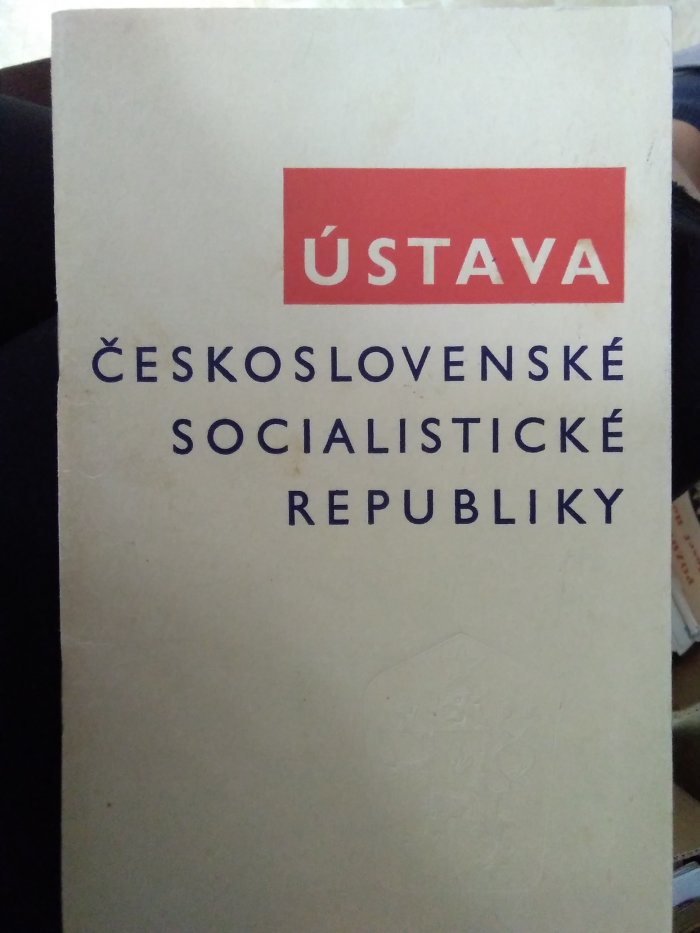 ÚSTAVA
ČESKOSLOVENSKÉ
SOCIALISTICKÉ
REPUBLIKY